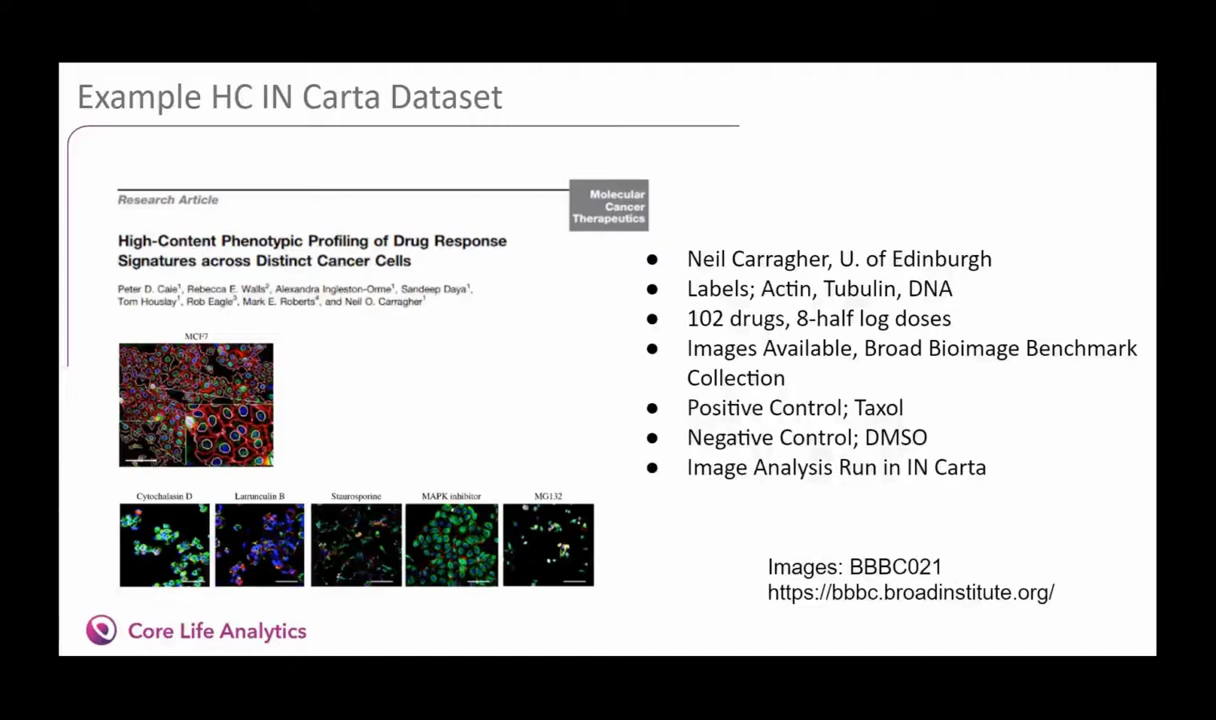 Example HC IN Carta Dataset
Research Article
Molecular
Cancer
Therapeutics
High-Content Phenotypic Profiling of Drug Response
Signatures across Distinct Cancer Cells
Peter D. Caie1, Rebecca E. Walls2, Alexandra Ingleston-Orme1, Sandeep Daya1,
Tom Houslay1, Rob Eagle3, Mark E. Roberts4, and Neil O. Carragher1
MCF7
Cytochalasin D
Latrunculin B
Staurosporine
MAPK inhibitor
MG132
● Neil Carragher, U. of Edinburgh
● Labels; Actin, Tubulin, DNA
● 102 drugs, 8-half log doses
● Images Available, Broad Bioimage Benchmark
Collection
● Positive Control; Taxol
● Negative Control; DMSO
● Image Analysis Run in IN Carta
Images: BBBC021
https://bbbc.broadinstitute.org/
Core Life Analytics